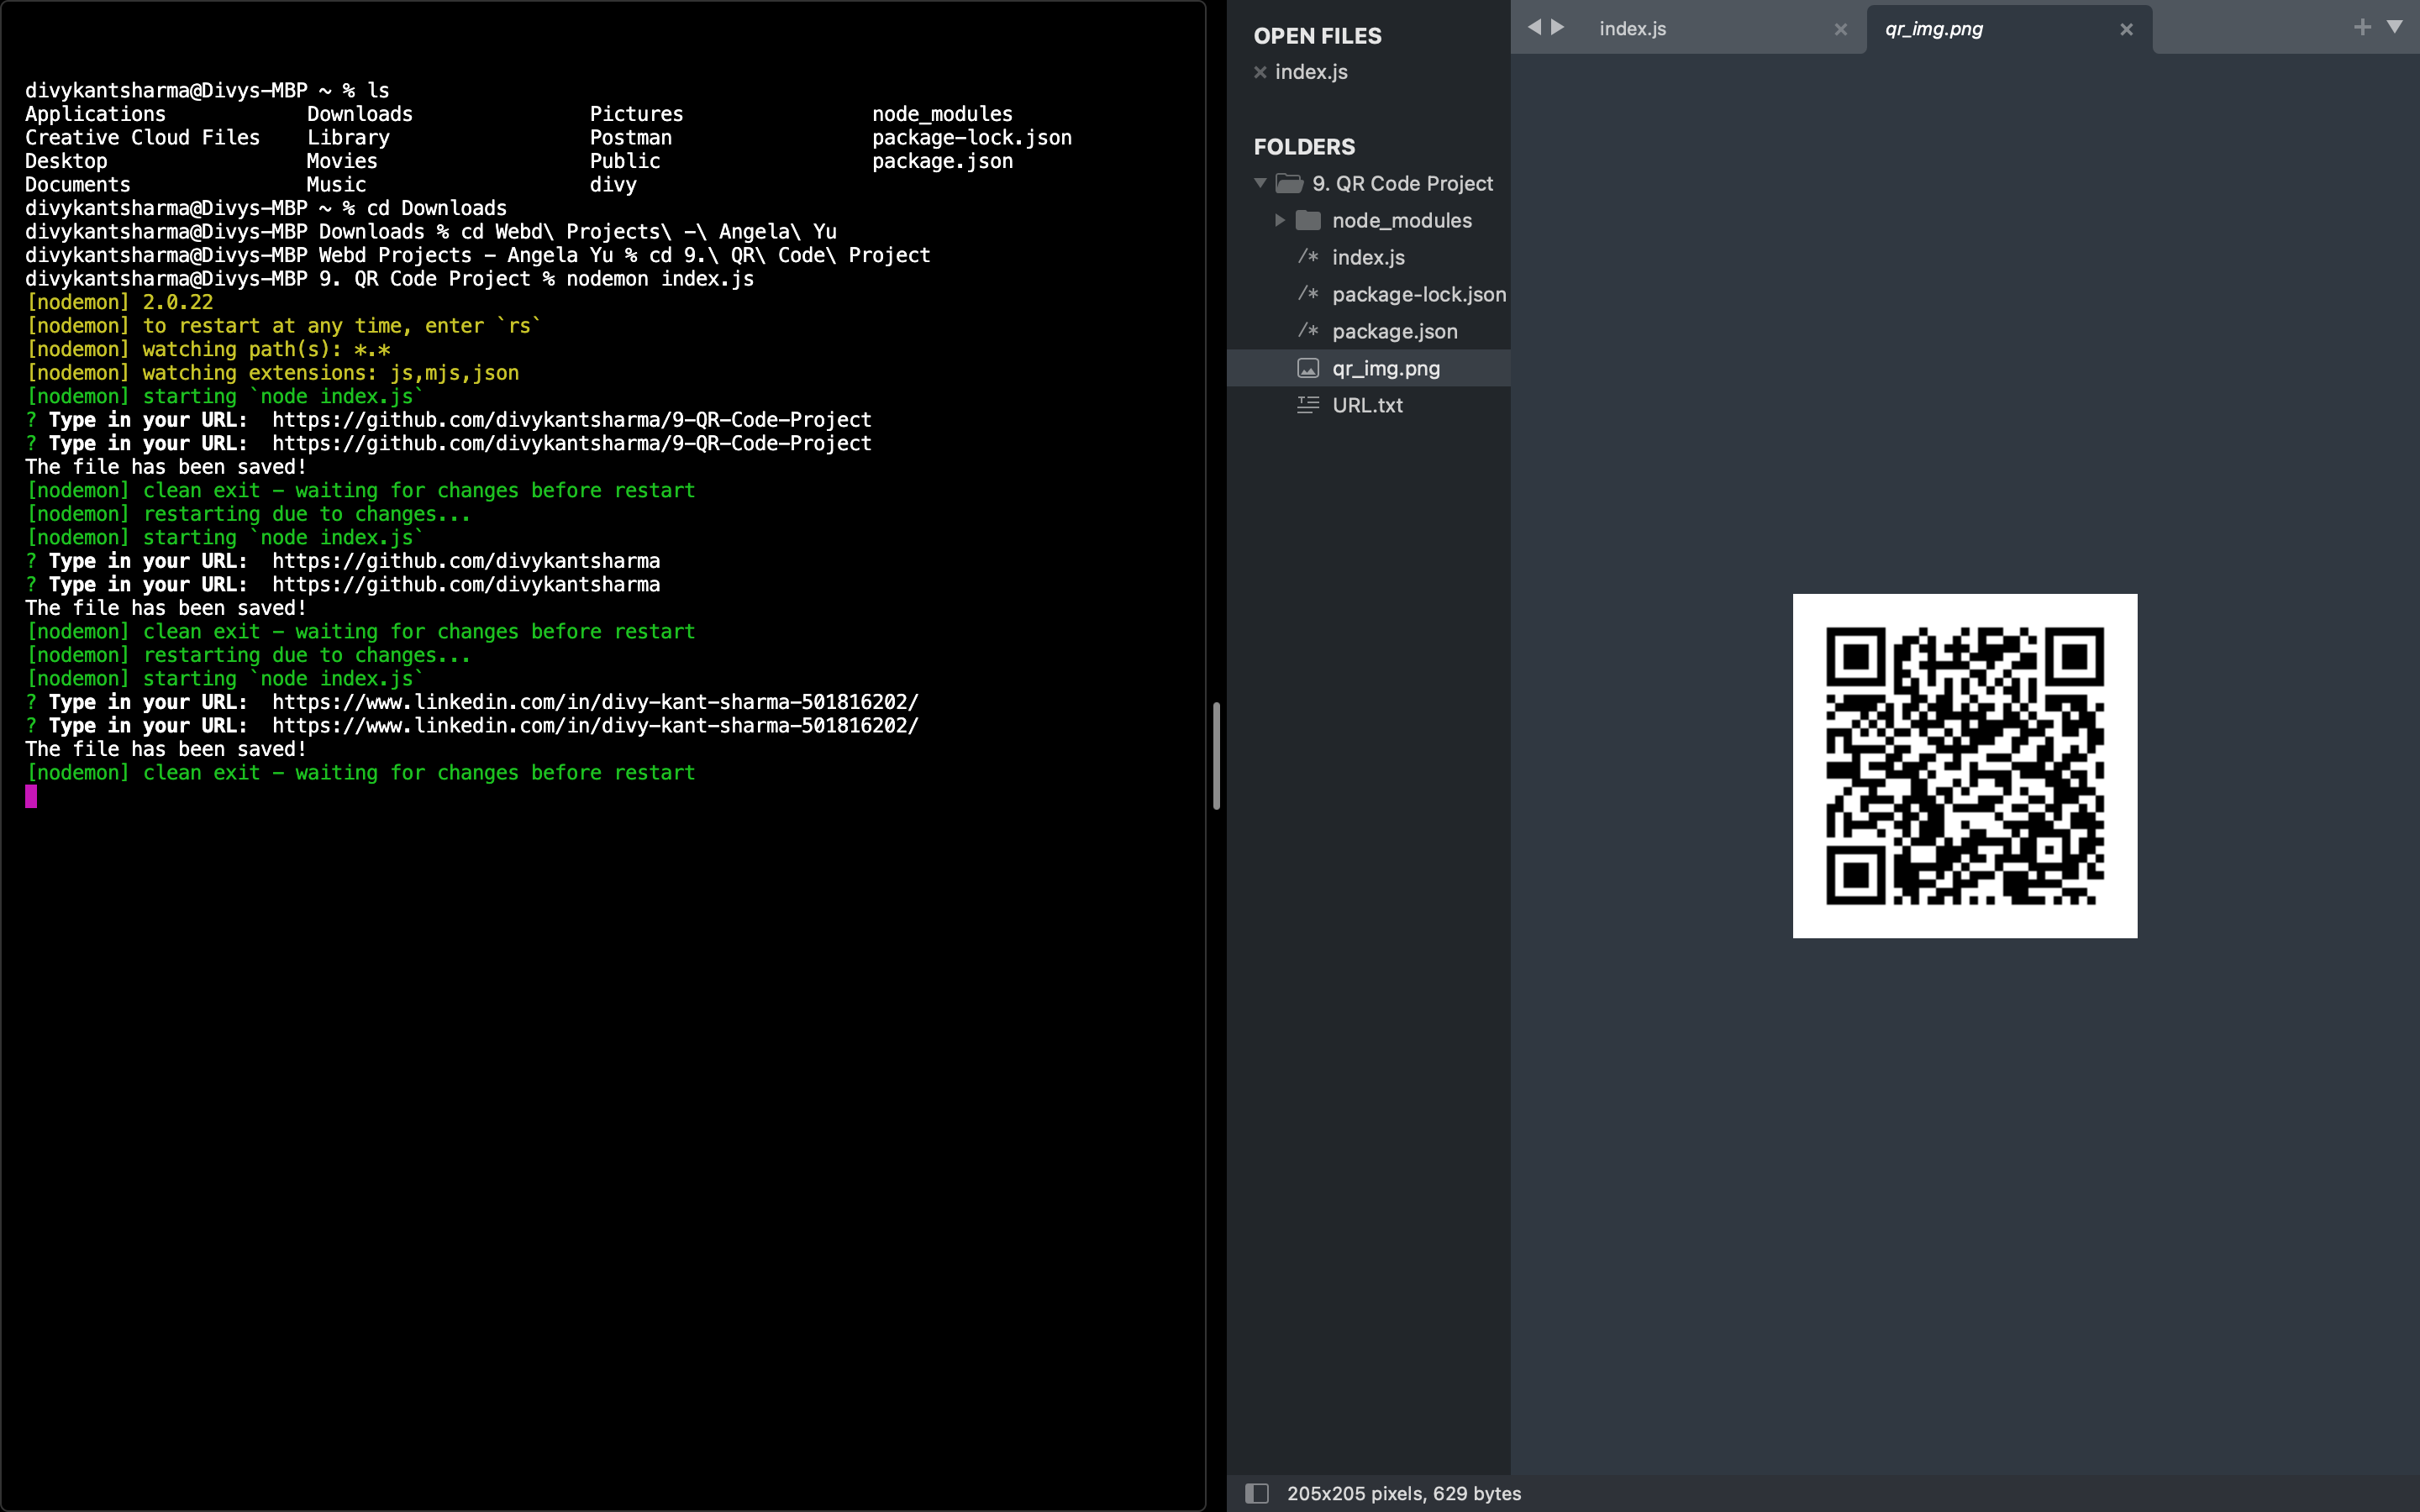 divykantsharma@Divys-MBP ~ % ls
Applications Downloads Pictures node_modules
Creative Cloud Files Library Postman package-lock.json
Desktop Movies Public package.json
Documents Music divy
divykantsharma@Divys-MBP ~ % cd Downloads
divykantsharma@Divys-MBP Downloads % cd Webd\ Projects\ -\ Angela\ Yu
divykantsharma@Divys-MBP Webd Projects - Angela Yu % cd 9.\ QR\ Code\ Project
divykantsharma@Divys-MBP 9. QR Code Project % nodemon index.js
[nodemon] 2.0.22
[nodemon] to restart at any time, enter `rs`
[nodemon] watching path(s): *.*
[nodemon] watching extensions: js,mjs,json
[nodemon] starting `node index.js`
? Type in your URL:  https://github.com/divykantsharma/9-QR-Code-Project
? Type in your URL:  https://github.com/divykantsharma/9-QR-Code-Project
The file has been saved!
[nodemon] clean exit - waiting for changes before restart
[nodemon] restarting due to changes...
[nodemon] starting `node index.js`
? Type in your URL:  https://github.com/divykantsharma
? Type in your URL:  https://github.com/divykantsharma
The file has been saved!
[nodemon] clean exit - waiting for changes before restart
[nodemon] restarting due to changes...
[nodemon] starting `node index.js`
? Type in your URL:  https://www.linkedin.com/in/divy-kant-sharma-501816202/
? Type in your URL:  https://www.linkedin.com/in/divy-kant-sharma-501816202/
The file has been saved!
[nodemon] clean exit - waiting for changes before restart
OPEN FILES
index.js
FOLDERS
9. QR Code Project
node_modules
/* index.js
/* package-lock.json
/* package.json
qr_img.png
URL.txt
index.js
qr_img.png
205x205 pixels, 629 bytes